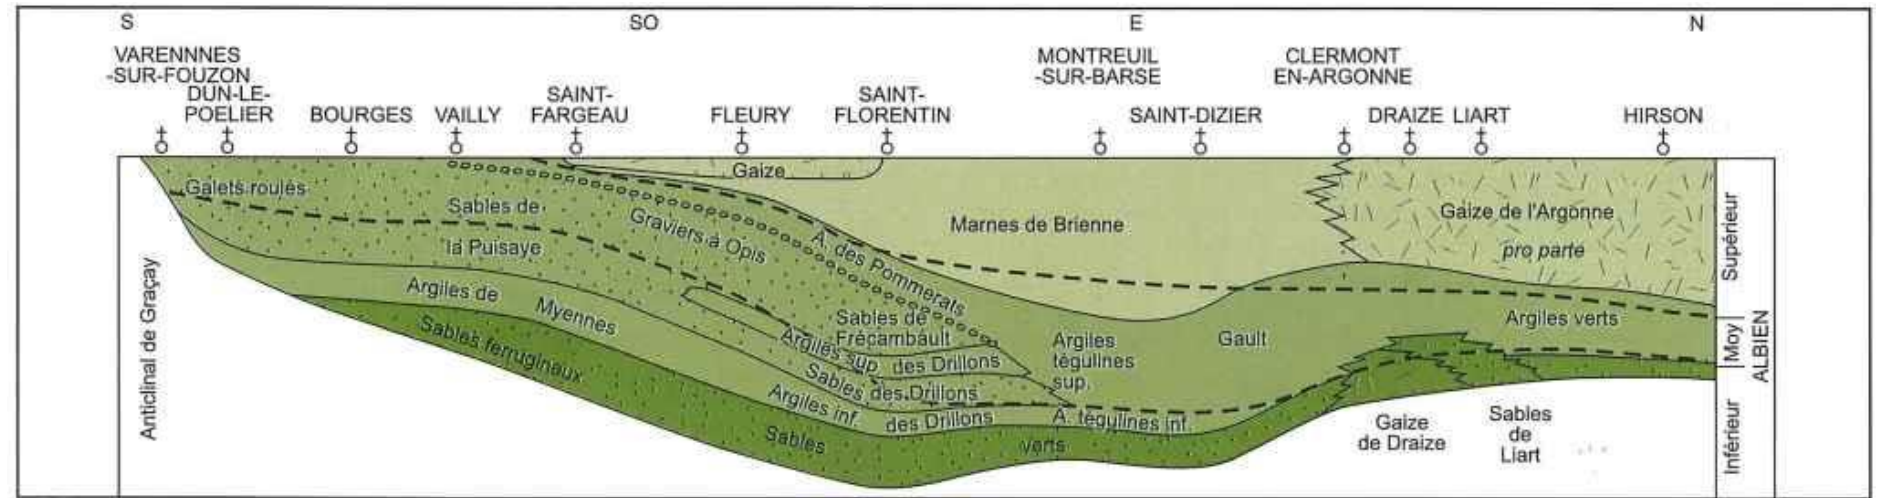 S SO E N
VARENNNES
-SUR-FOUZON
DUN-LE-
POELIER
BOURGES
VAILLY
SAINT-
FARGEAU
FLEURY
SAINT-
FLORENTIN
MONTREUIL
-SUR-BARSE
SAINT-DIZIER
CLERMONT
EN-ARGONNE
DRAIZE
LIART
HIRSON
Anticlinal de Graçay
Galets roulés
Sables de
la Puisaye
Graviers à Opis
Gaize
A. des Pommerats
Marnes de Brienne
Gaize de l'Argonne
pro parte
Argiles de Myennes
Sables ferrugineux
Sables de
Frécambault
Argiles sup. des Drillons
Sables des Drillons
Argiles inf. des Drillons
Sables verts
Argiles
tégulines
sup.
Gault
A. tégulines inf.
Argiles verts
Gaize
de Draize
Sables
de
Liart
Supérieur
Moy
Inférieur
ALBIEN